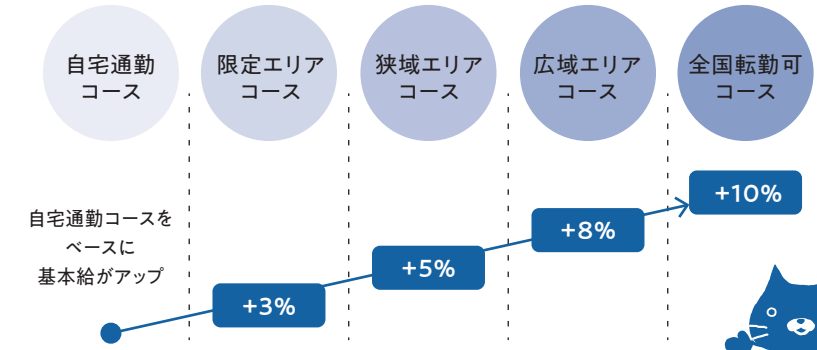 自宅通勤
コース
限定エリア
コース
狭域エリア
コース
広域エリア
コース
全国転勤可
コース
自宅通勤コースを
ベースに
基本給がアップ
+3%
+5%
+8%
+10%